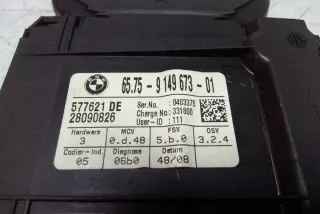 65.75 - 9 149 673 - 01
577621 DE
28090826
Ser.No. : 0403375
Charge No.: 331800
User-ID : 111
Hardware MCV FSV OSV
3 0.d.48 5.b.0 3.2.4
Codier-Ind. Diagnose Datum
05 06b0 48/08